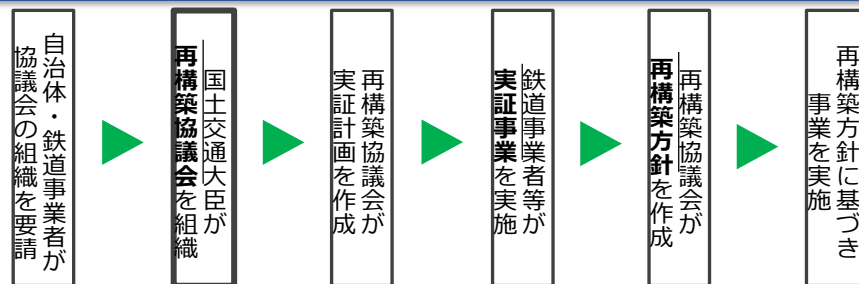 自治体・鉄道事業者が
協議会の組織を要請
国土交通大臣が
再構築協議会を組織
再構築協議会が
実証計画を作成
鉄道事業者等が
実証事業を実施
再構築協議会が
再構築方針を作成
再構築方針に基づき
事業を実施